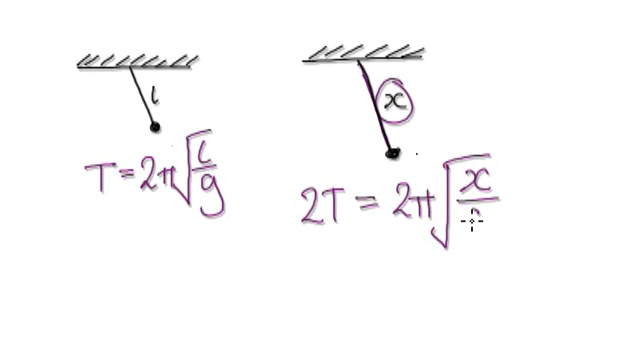 l
x
T = 2π√(l/g)
2T = 2π√(x/